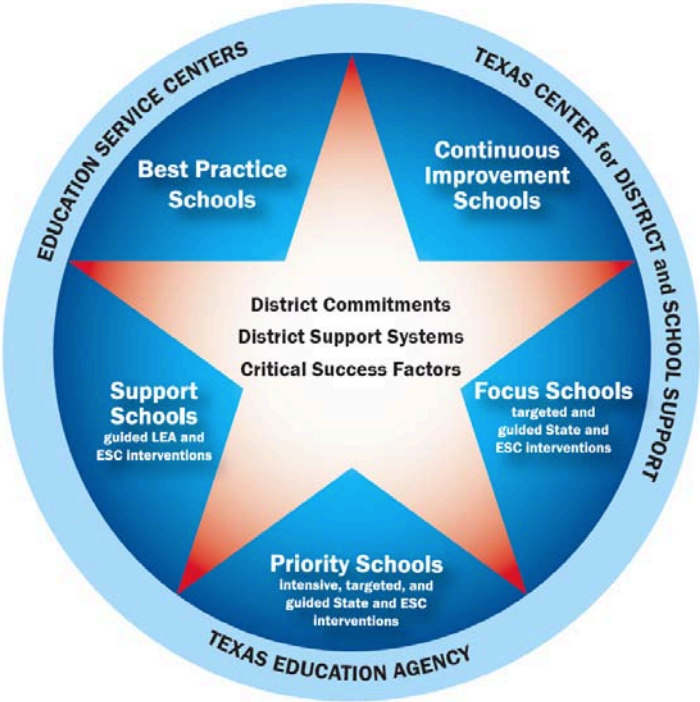 EDUCATION SERVICE CENTERS
TEXAS CENTER for DISTRICT and SCHOOL SUPPORT
Best Practice
Schools
Continuous
Improvement
Schools
District Commitments
District Support Systems
Critical Success Factors
Support
Schools
guided LEA and
ESC interventions
Focus Schools
targeted and
guided State and
ESC interventions
Priority Schools
intensive, targeted, and
guided State and ESC
interventions
TEXAS EDUCATION AGENCY